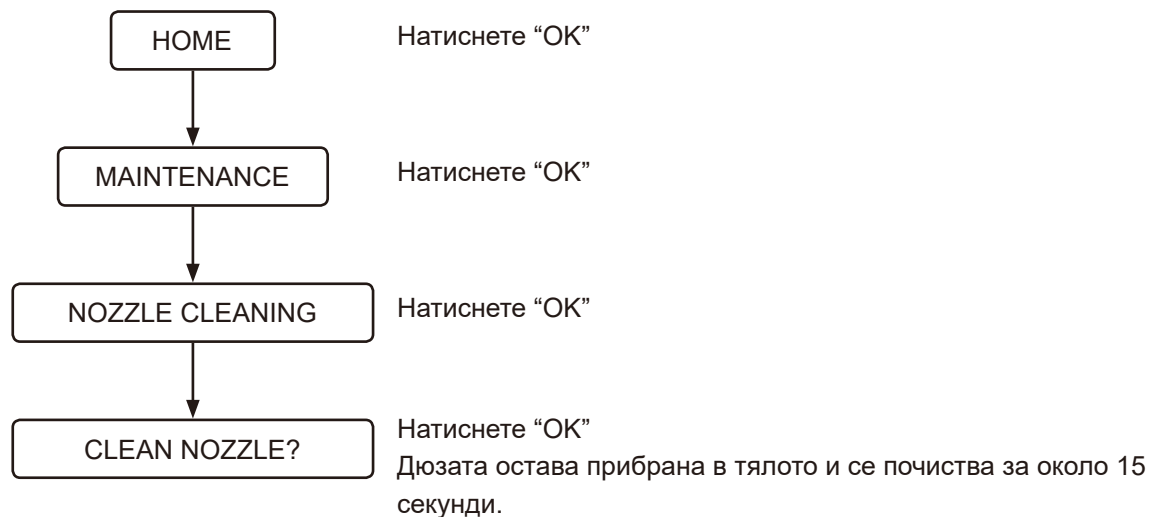 HOME
Натиснете “OK”
MAINTENANCE
Натиснете “OK”
NOZZLE CLEANING
Натиснете “OK”
CLEAN NOZZLE?
Натиснете “OK”
Дюзата остава прибрана в тялото и се почиства за около 15
секунди.